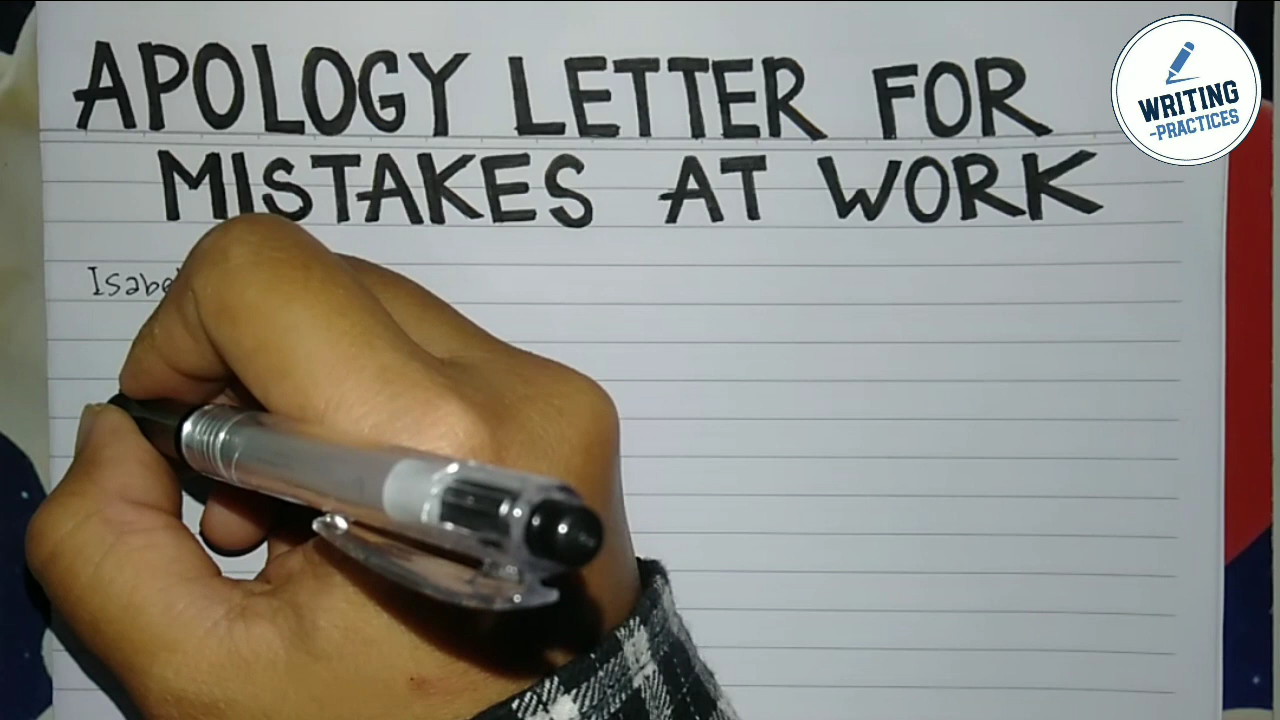 APOLOGY LETTER FOR
MISTAKES AT WORK
WRITING
-PRACTICES